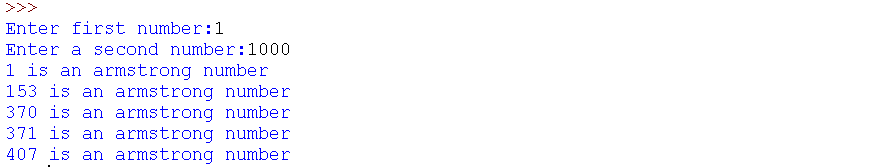 >>>
Enter first number:1
Enter a second number:1000
1 is an armstrong number
153 is an armstrong number
370 is an armstrong number
371 is an armstrong number
407 is an armstrong number